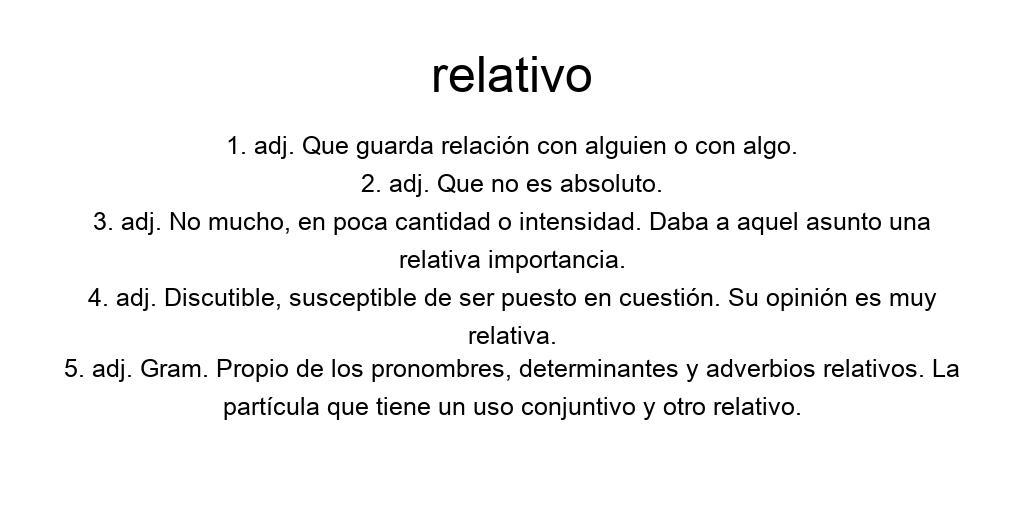 relativo
1. adj. Que guarda relación con alguien o con algo.
2. adj. Que no es absoluto.
3. adj. No mucho, en poca cantidad o intensidad. Daba a aquel asunto una
relativa importancia.
4. adj. Discutible, susceptible de ser puesto en cuestión. Su opinión es muy
relativa.
5. adj. Gram. Propio de los pronombres, determinantes y adverbios relativos. La
partícula que tiene un uso conjuntivo y otro relativo.